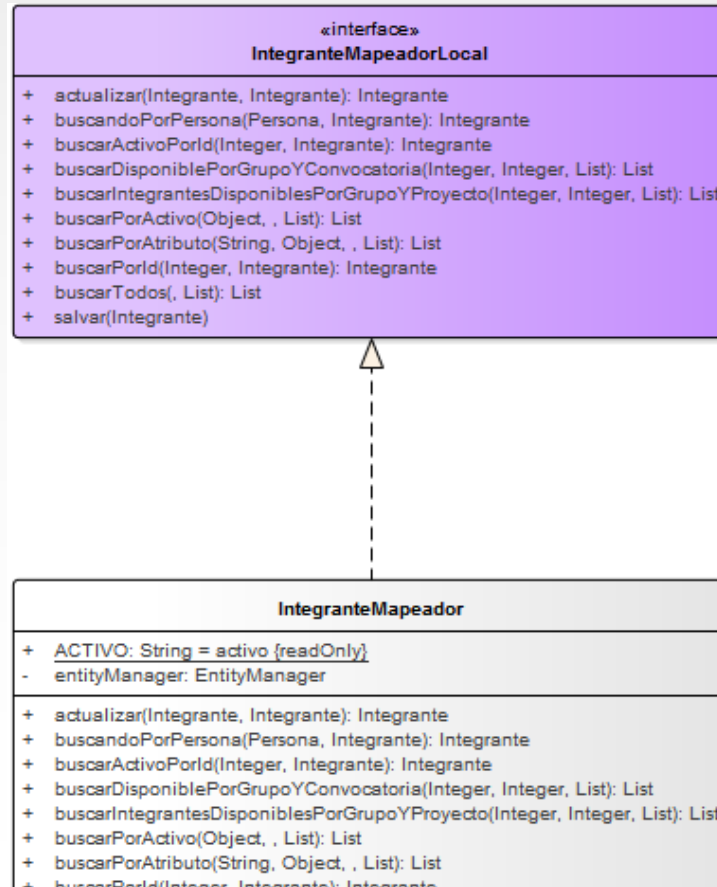 «interface»
IntegranteMapeadorLocal
+ actualizar(Integrante, Integrante): Integrante
+ buscandoPorPersona(Persona, Integrante): Integrante
+ buscarActivoPorId(Integer, Integrante): Integrante
+ buscarDisponiblePorGrupoYConvocatoria(Integer, Integer, List): List
+ buscarIntegrantesDisponiblesPorGrupoYProyecto(Integer, Integer, List): List
+ buscarPorActivo(Object, , List): List
+ buscarPorAtributo(String, Object, , List): List
+ buscarPorId(Integer, Integrante): Integrante
+ buscarTodos(, List): List
+ salvar(Integrante)
IntegranteMapeador
+ ACTIVO: String = activo {readOnly}
- entityManager: EntityManager
+ actualizar(Integrante, Integrante): Integrante
+ buscandoPorPersona(Persona, Integrante): Integrante
+ buscarActivoPorId(Integer, Integrante): Integrante
+ buscarDisponiblePorGrupoYConvocatoria(Integer, Integer, List): List
+ buscarIntegrantesDisponiblesPorGrupoYProyecto(Integer, Integer, List): List
+ buscarPorActivo(Object, , List): List
+ buscarPorAtributo(String, Object, , List): List
+ buscarPorId(Integer, Integrante): Integrante